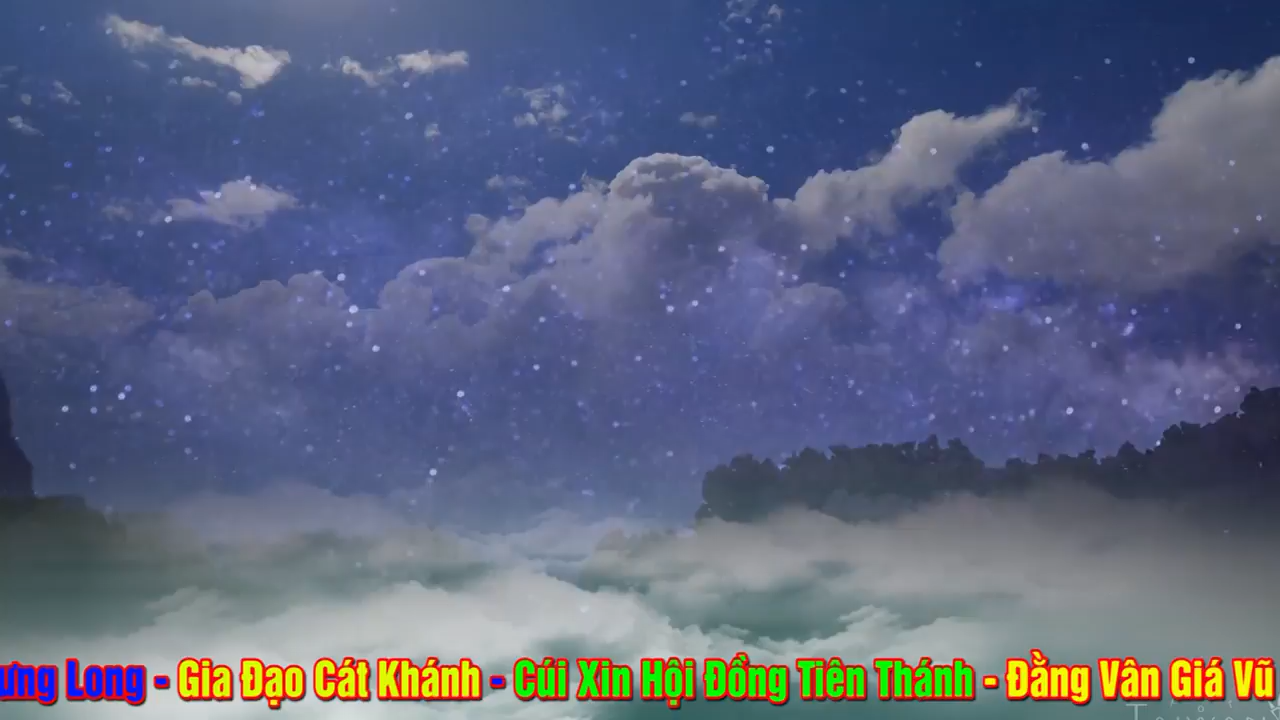 ưng Long - Gia Đạo Cát Khánh - Cúi Xin Hội Đồng Tiên Thánh - Đằng Vân Giá Vũ